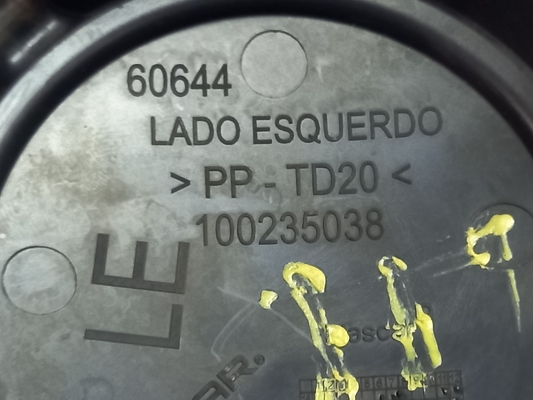 60644
LADO ESQUERDO
> PP - TD20 <
100235038
LE